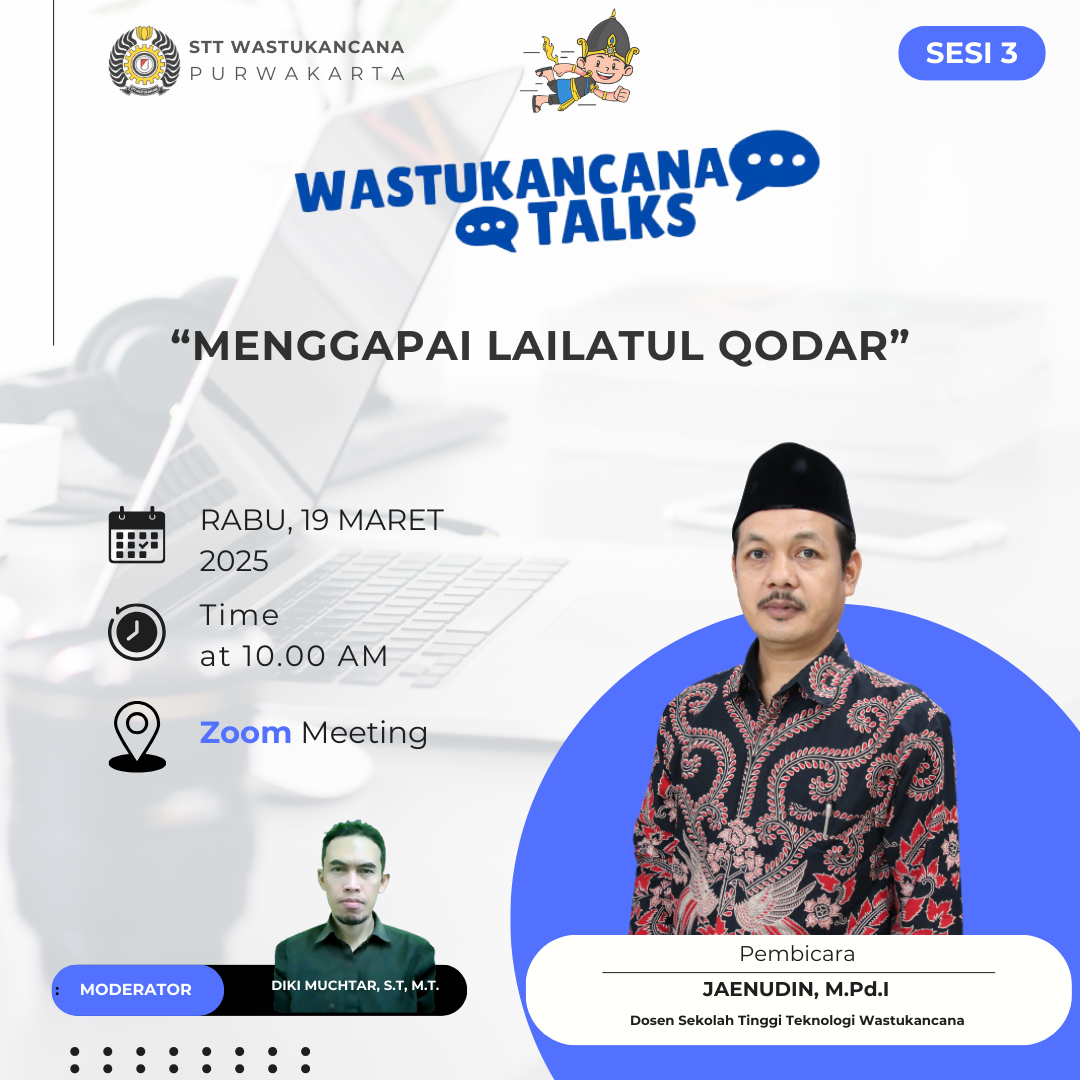 STT WASTUKANCANA
PURWAKARTA
SESI 3
WASTUKANCANA
TALKS
“MENGGAPAI LAILATUL QODAR”
RABU, 19 MARET
2025
Time
at 10.00 AM
Zoom Meeting
: MODERATOR
DIKI MUCHTAR, S.T, M.T.
Pembicara
JAENUDIN, M.Pd.I
Dosen Sekolah Tinggi Teknologi Wastukancana